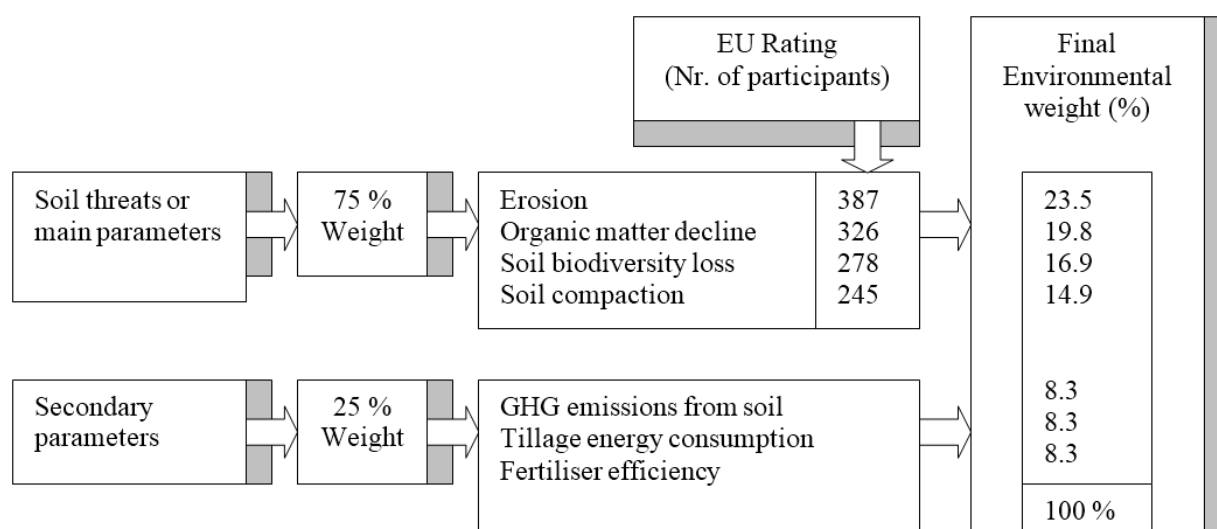 EU Rating
(Nr. of participants)
Final
Environmental
weight (%)
Soil threats or
main parameters
75 %
Weight
Erosion 387
Organic matter decline 326
Soil biodiversity loss 278
Soil compaction 245
23.5
19.8
16.9
14.9
Secondary
parameters
25 %
Weight
GHG emissions from soil
Tillage energy consumption
Fertiliser efficiency
8.3
8.3
8.3
100 %